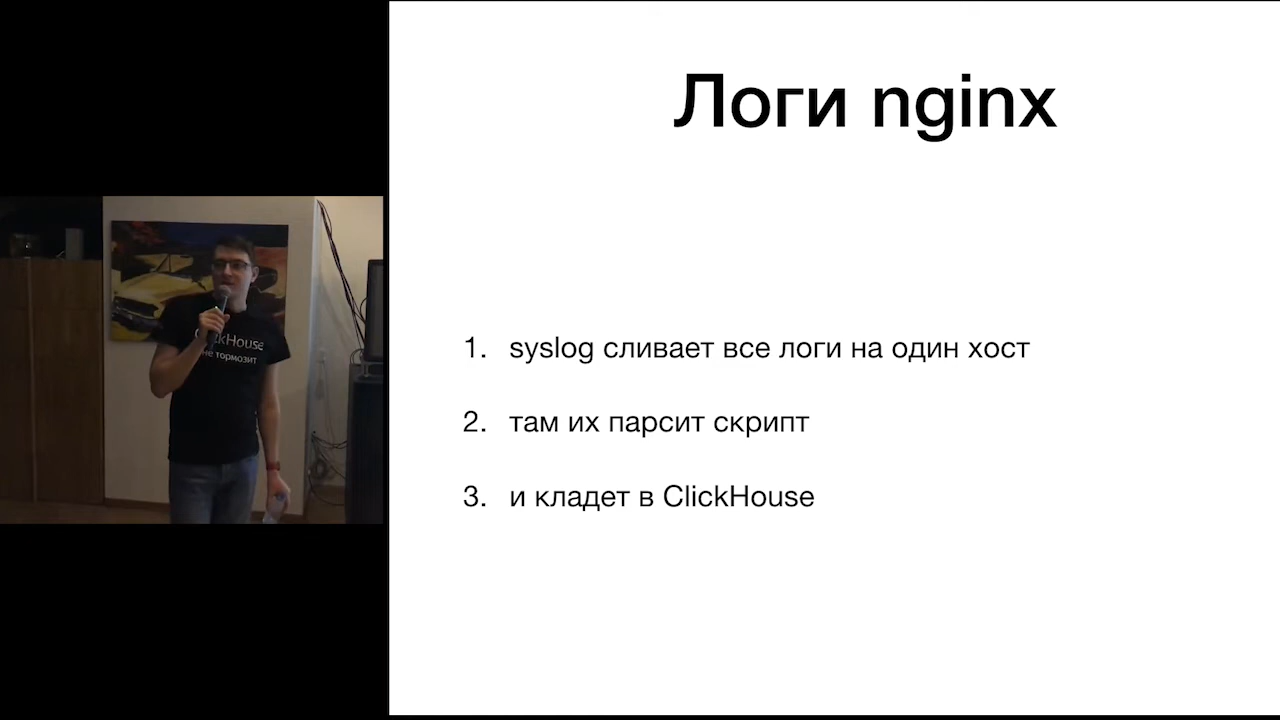 Логи nginx
1. syslog сливает все логи на один хост
2. там их парсит скрипт
3. и кладет в ClickHouse
ClickHouse
не тормозит